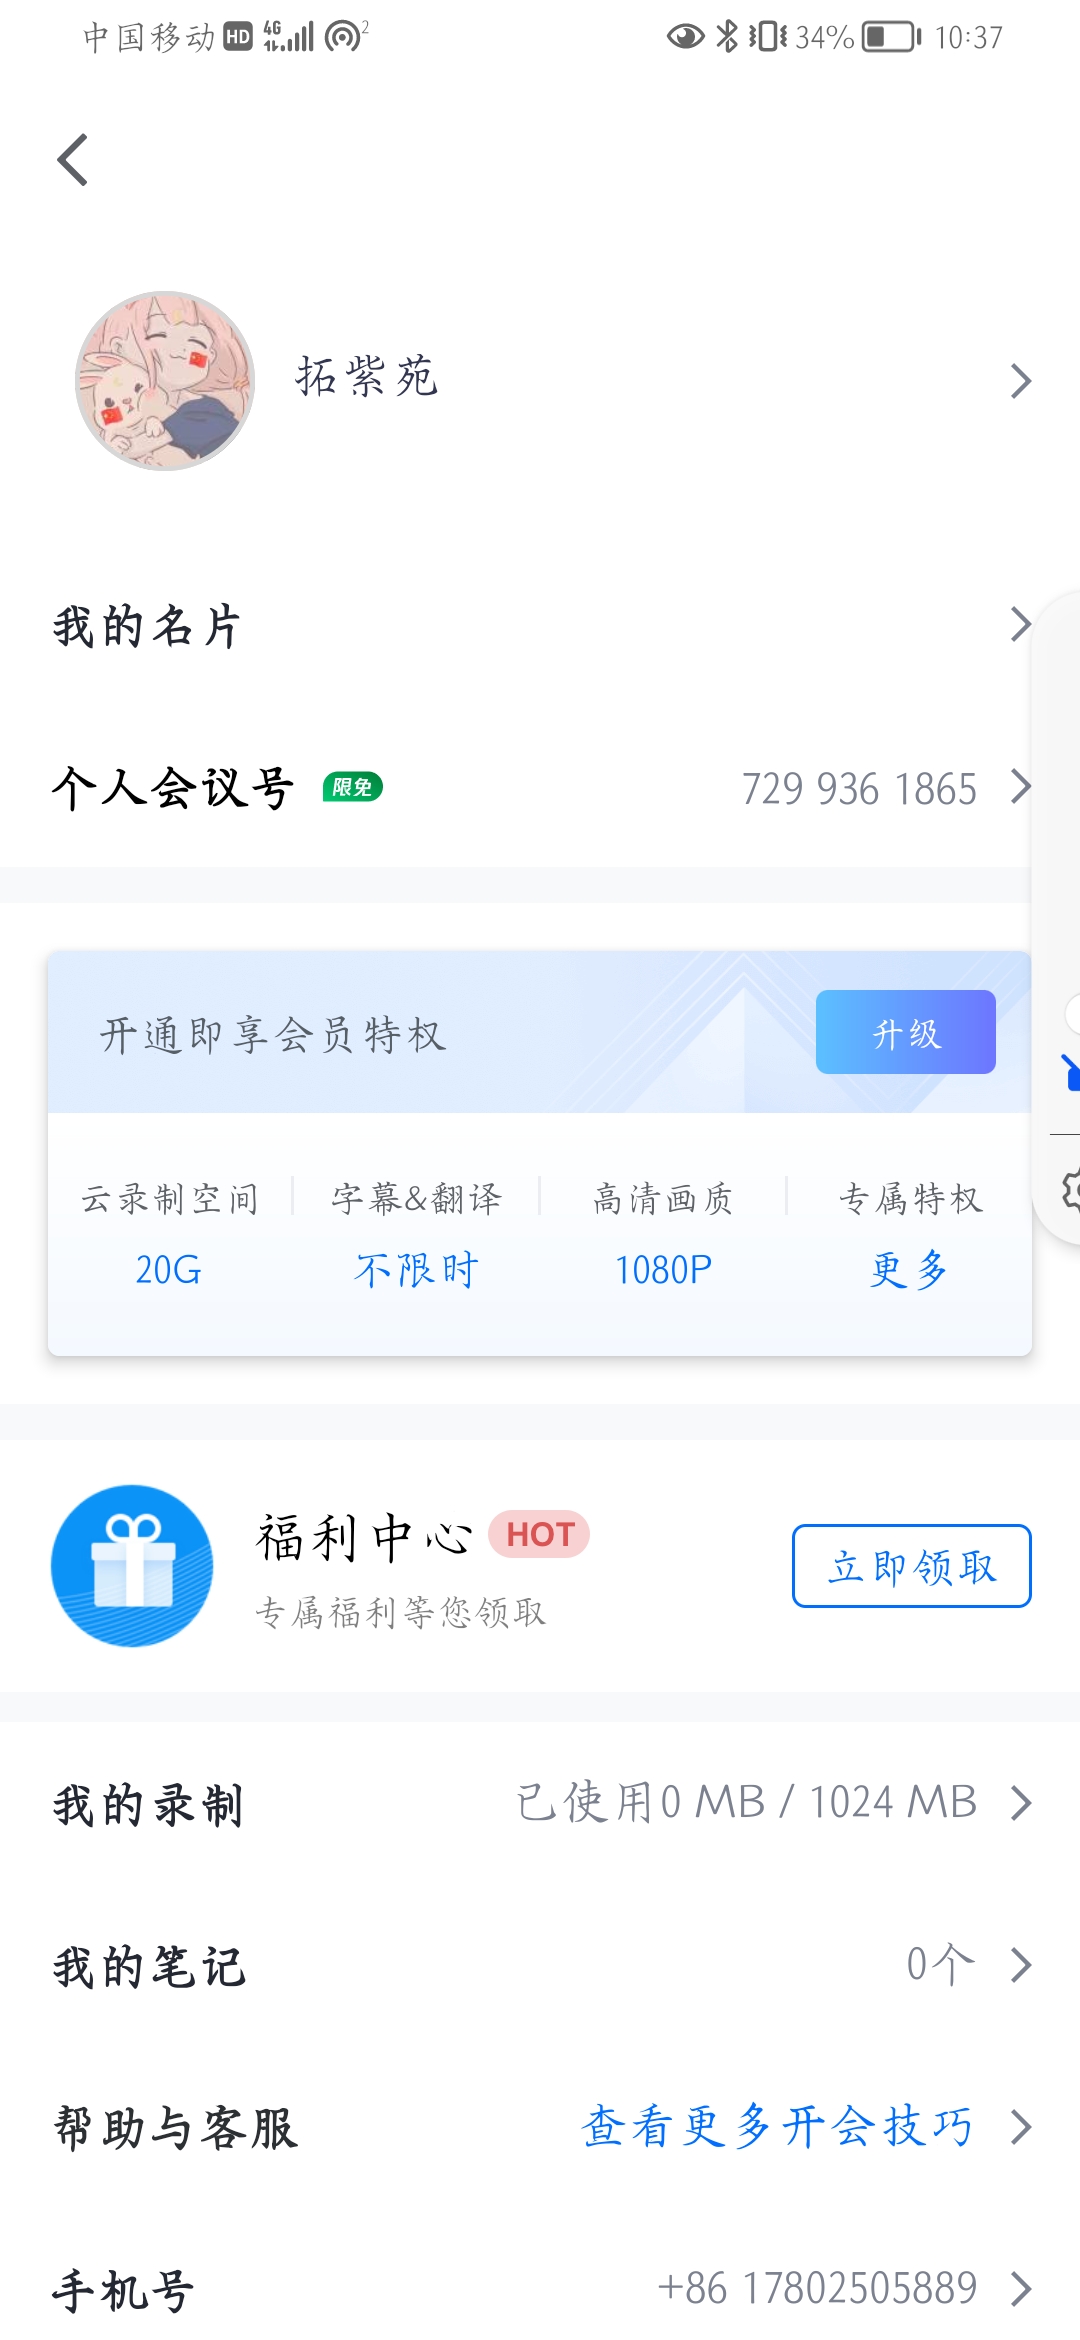 中国移动 HD 4G 2 34% 10:37
拓紫苑
我的名片
个人会议号 限免 729 936 1865
开通即享会员特权 升级
云录制空间 字幕&翻译 高清画质 专属特权
20G 不限时 1080P 更多
福利中心 HOT
立即领取
专属福利等您领取
我的录制 已使用0 MB / 1024 MB
我的笔记 0个
帮助与客服 查看更多开会技巧
手机号 +86 17802505889